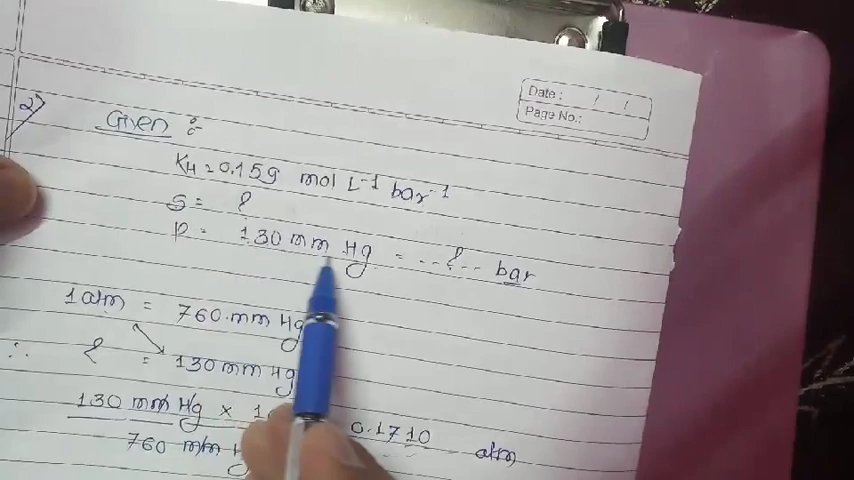 Date : / /
Page No.:
2)
Given :-
KH = 0.159 mol L-1 bar-1
S = ?
P = 130 mm Hg = ..?.. bar
1 atm = 760.mm Hg
∴ ? = 130 mm Hg
130 mm Hg × 1
760 mm H 0.1710 atm